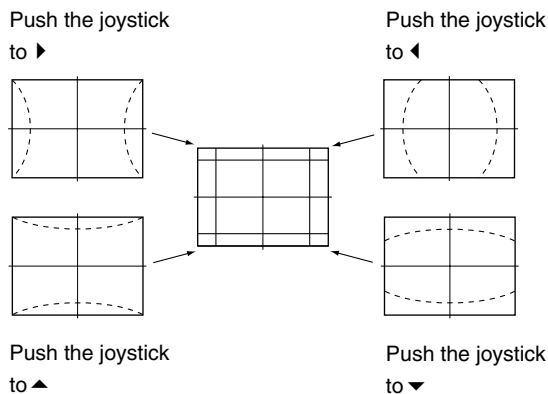 Push the joystick
to ▶
Push the joystick
to ◀
Push the joystick
to ▲
Push the joystick
to ▼